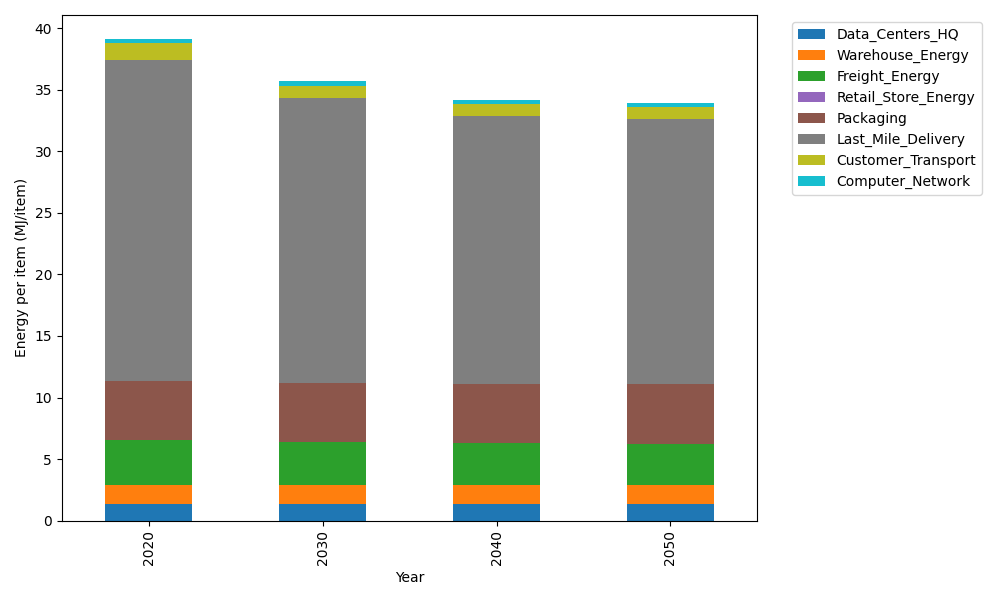 40
35
30
25
20
15
10
5
0
Energy per item (MJ/item)
2020
2030
2040
2050
Year
Data_Centers_HQ
Warehouse_Energy
Freight_Energy
Retail_Store_Energy
Packaging
Last_Mile_Delivery
Customer_Transport
Computer_Network